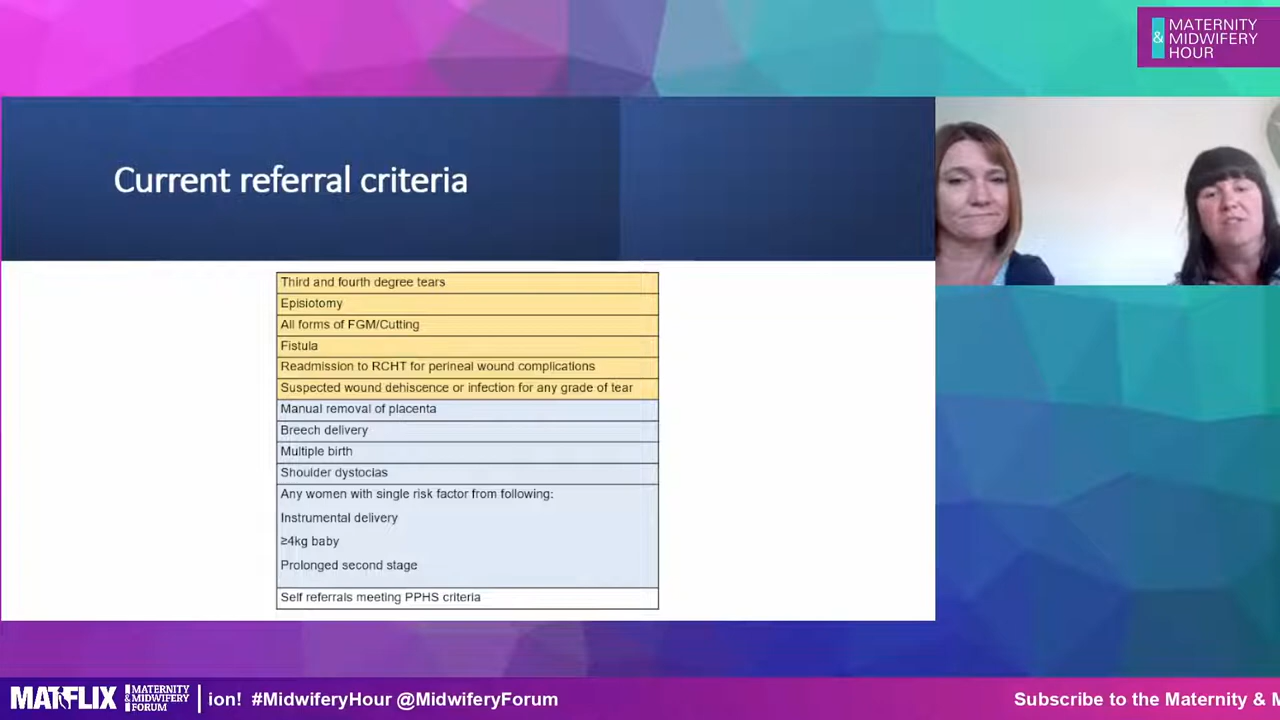 MATERNITY
& MIDWIFERY
HOUR
Current referral criteria
Third and fourth degree tears
Episiotomy
All forms of FGM/Cutting
Fistula
Readmission to RCHT for perineal wound complications
Suspected wound dehiscence or infection for any grade of tear
Manual removal of placenta
Breech delivery
Multiple birth
Shoulder dystocias
Any women with single risk factor from following:
Instrumental delivery
≥4kg baby
Prolonged second stage
Self referrals meeting PPHS criteria
MATFLIX
MATERNITY
& MIDWIFERY
FORUM
ion! #MidwiferyHour @MidwiferyForum
Subscribe to the Maternity & M